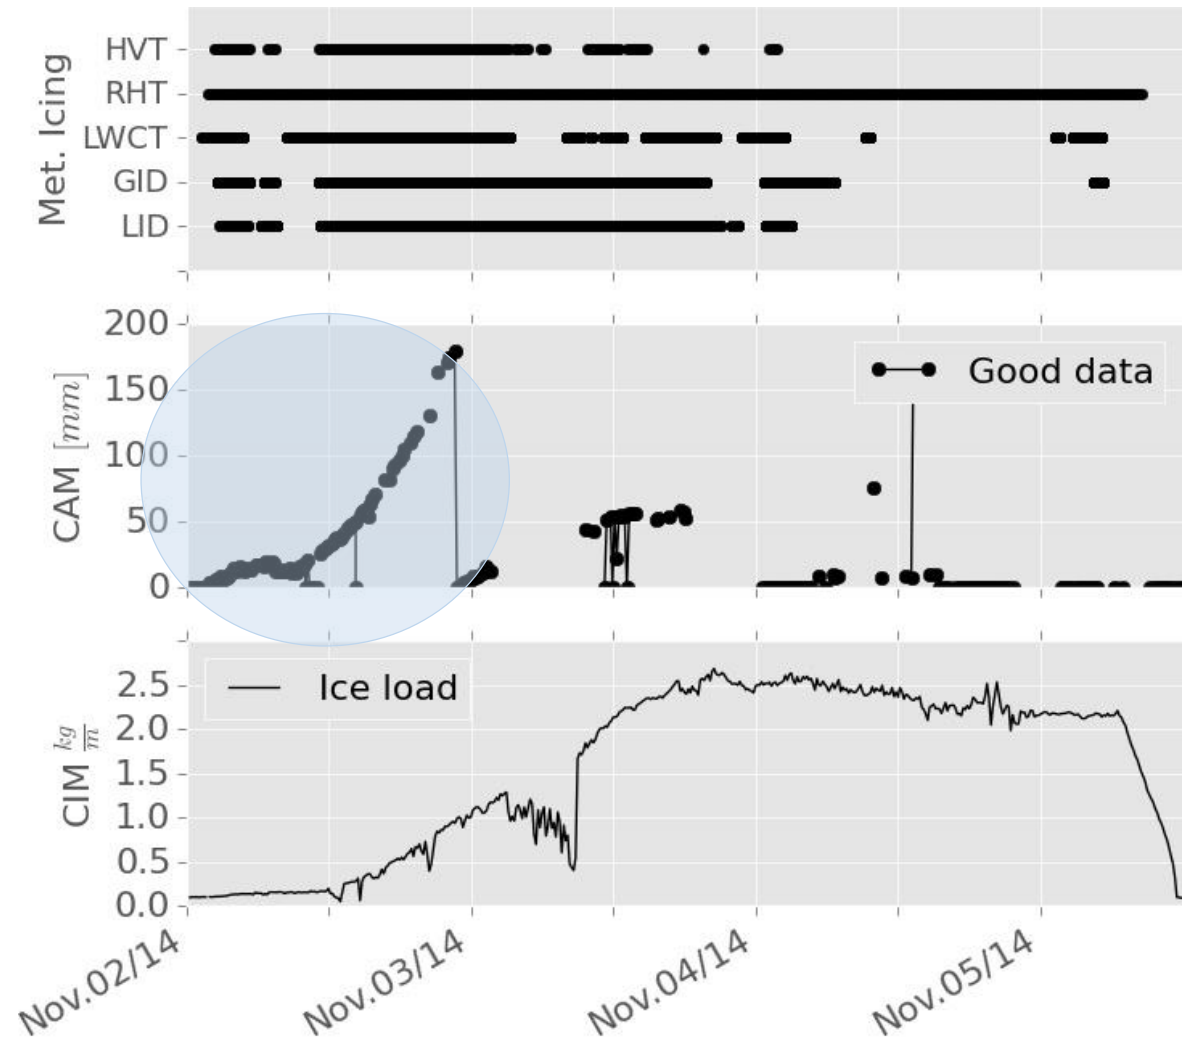 Met. Icing
HVT
RHT
LWCT
GID
LID
CAM [mm]
200
150
100
50
0
Good data
CIM kg/m
2.5
2.0
1.5
1.0
0.5
0.0
Ice load
Nov.02/14
Nov.03/14
Nov.04/14
Nov.05/14